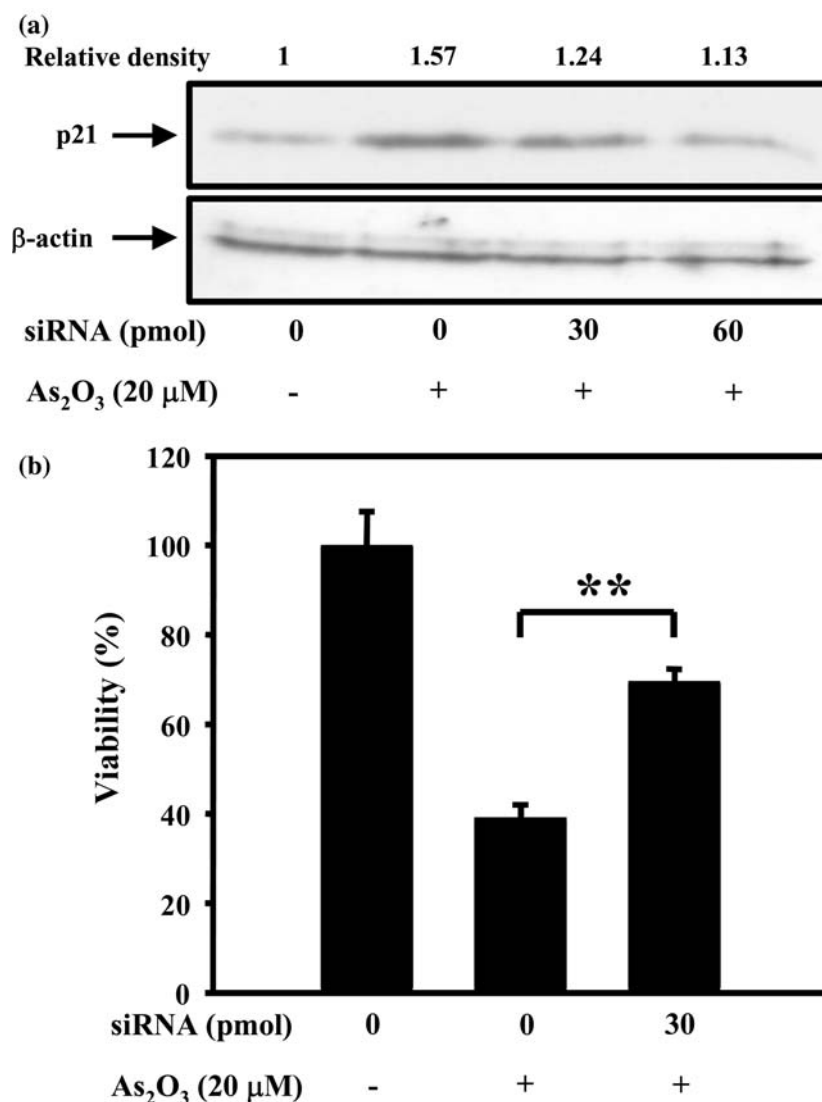 (a)
Relative density 1 1.57 1.24 1.13
p21
β-actin
siRNA (pmol) 0 0 30 60
As₂O₃ (20 μM) - + + +
(b)
120
100
80
60
40
20
0
Viability (%)
**
siRNA (pmol) 0 0 30
As₂O₃ (20 μM) - + +